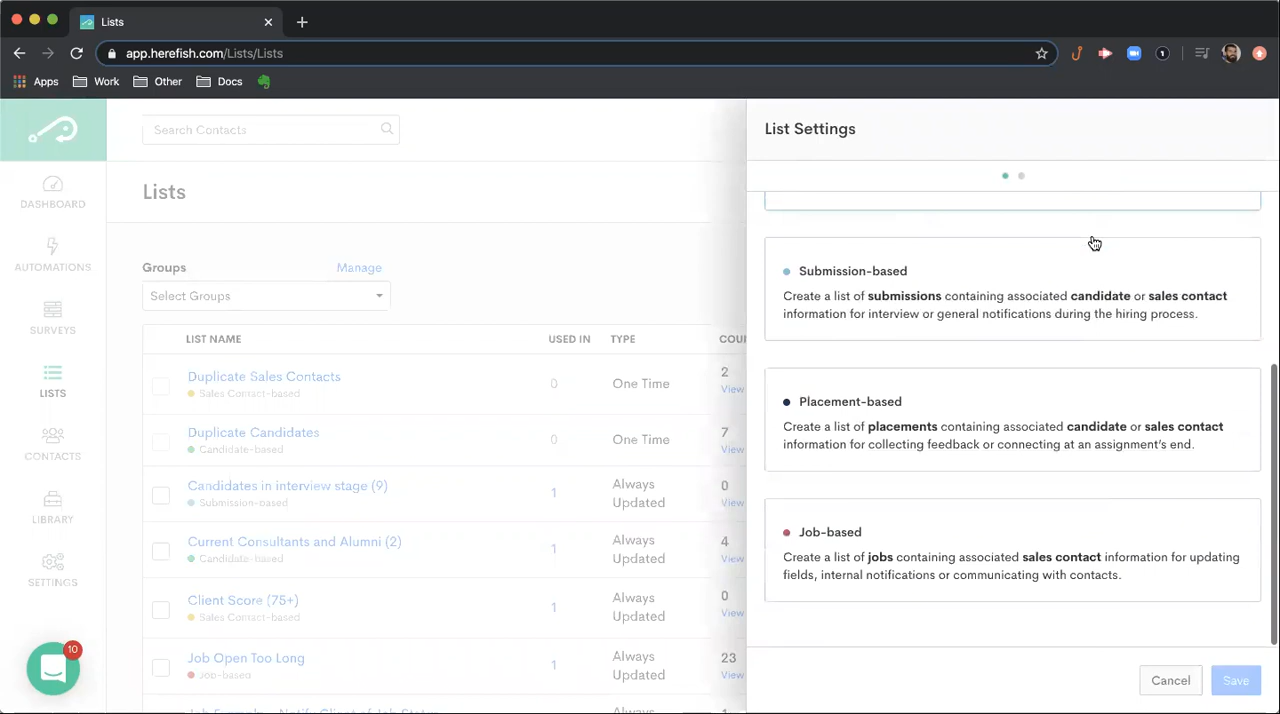 Lists
app.herefish.com/Lists/Lists
Apps
Work
Other
Docs
Search Contacts
List Settings
DASHBOARD
AUTOMATIONS
SURVEYS
LISTS
CONTACTS
LIBRARY
SETTINGS
10
Lists
Groups
Manage
Select Groups
LIST NAME
USED IN
TYPE
COU
Duplicate Sales Contacts
Sales Contact-based
0
One Time
2
View
Duplicate Candidates
Candidate-based
0
One Time
7
View
Candidates in interview stage (9)
Submission-based
1
Always
Updated
0
View
Current Consultants and Alumni (2)
Candidate-based
1
Always
Updated
4
View
Client Score (75+)
Sales Contact-based
1
Always
Updated
0
View
Job Open Too Long
Job-based
1
Always
Updated
23
View
Always
Submission-based
Create a list of submissions containing associated candidate or sales contact
information for interview or general notifications during the hiring process.
Placement-based
Create a list of placements containing associated candidate or sales contact
information for collecting feedback or connecting at an assignment's end.
Job-based
Create a list of jobs containing associated sales contact information for updating
fields, internal notifications or communicating with contacts.
Cancel
Save